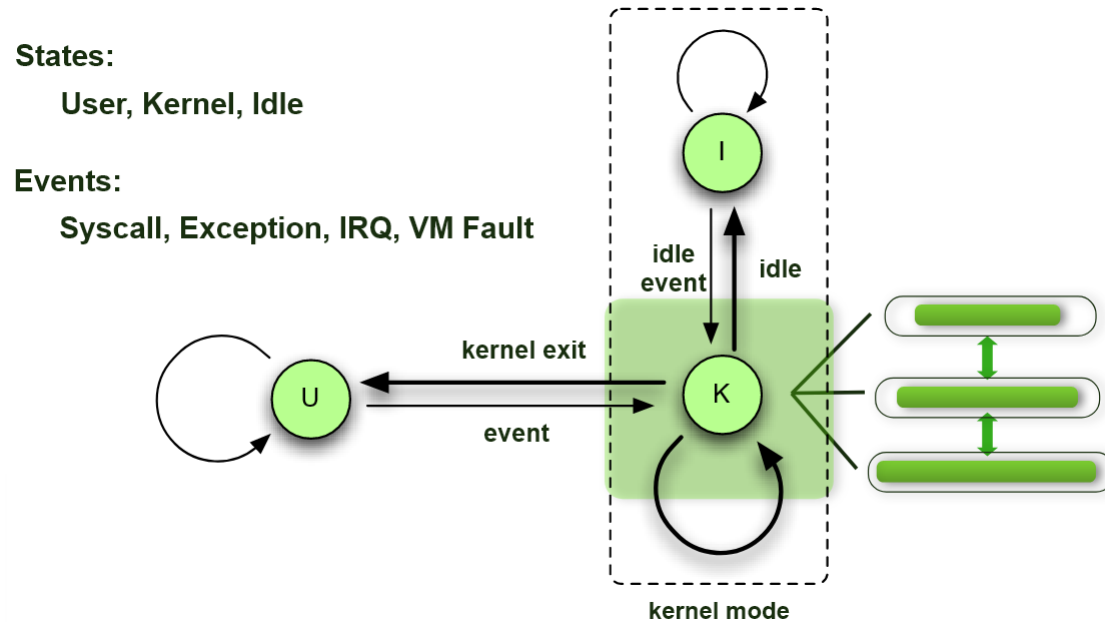 States:
User, Kernel, Idle
Events:
Syscall, Exception, IRQ, VM Fault
I
idle
event
idle
kernel exit
U
K
event
kernel mode